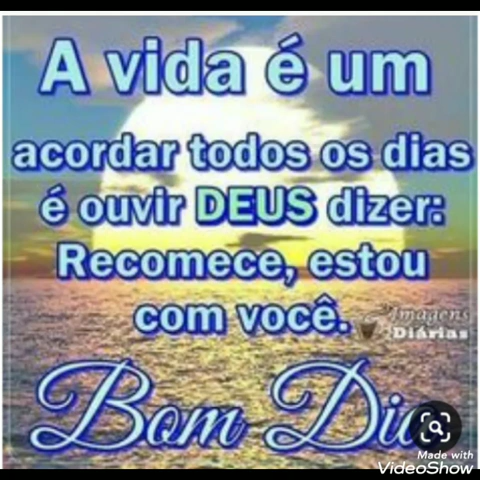 A vida é um
acordar todos os dias
é ouvir DEUS dizer:
Recomece, estou
com você.
Imagens
Diárias
Bom Dia
Made with
VideoShow